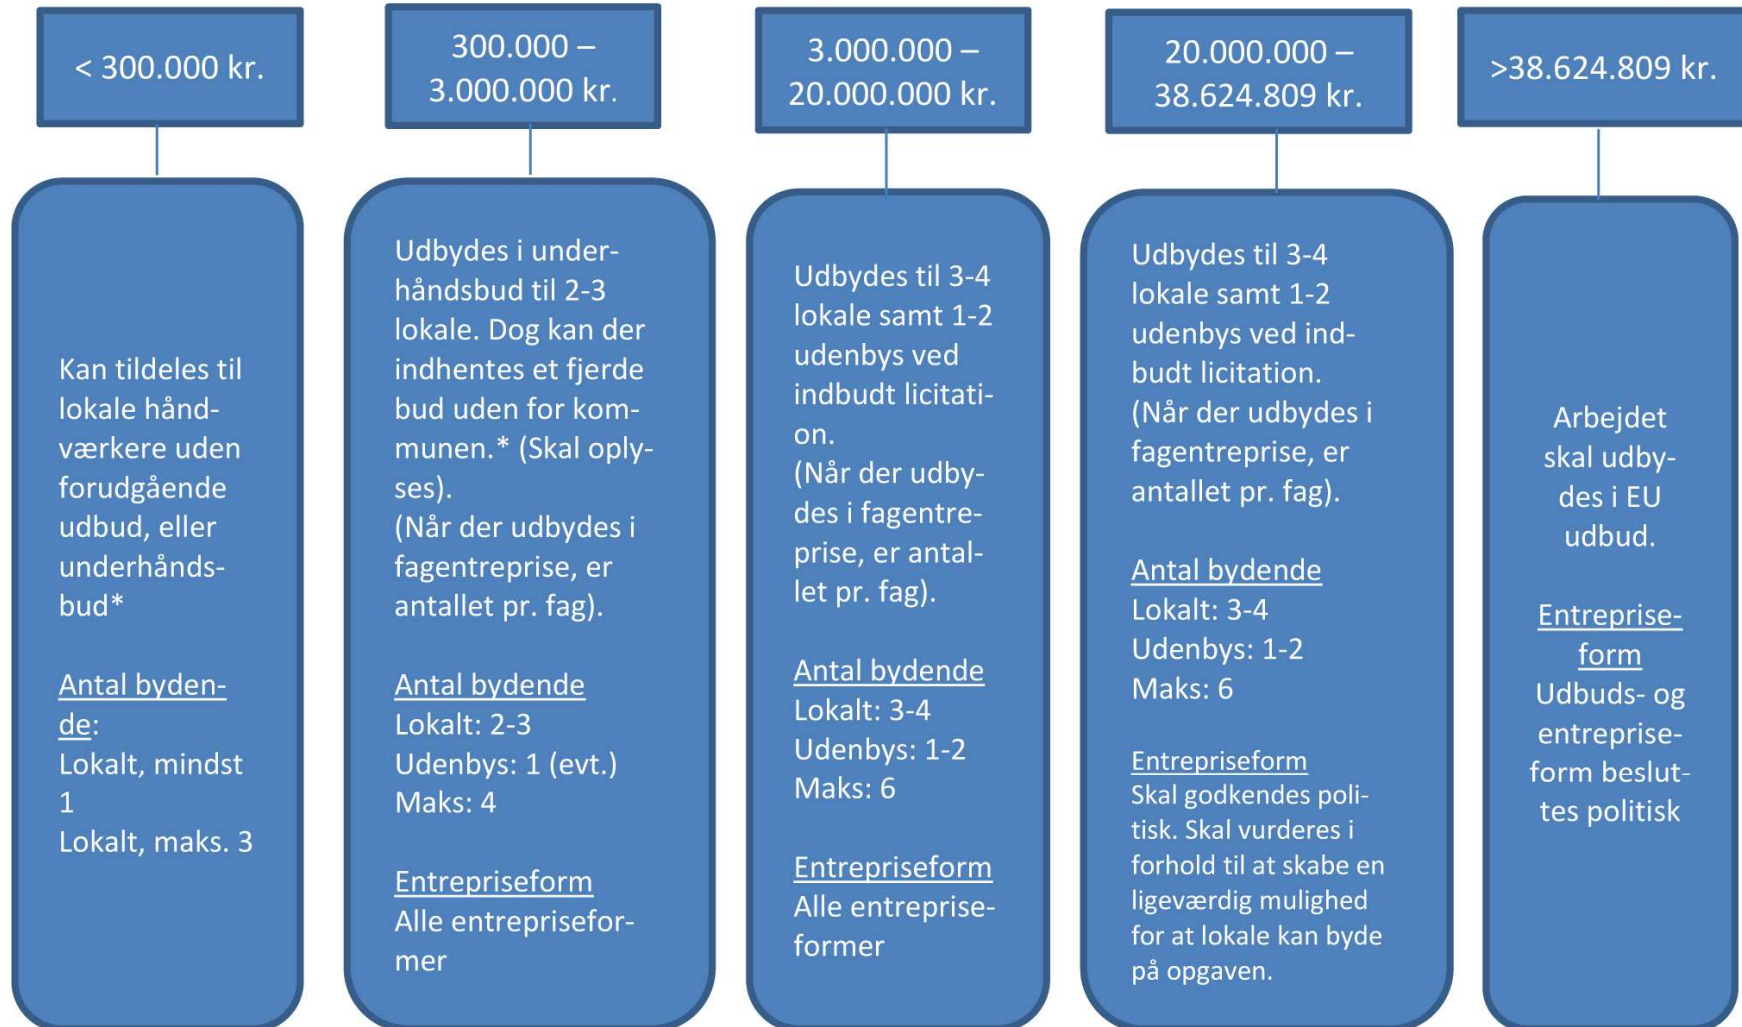 < 300.000 kr.
300.000 –
3.000.000 kr.
3.000.000 –
20.000.000 kr.
20.000.000 –
38.624.809 kr.
>38.624.809 kr.
Kan tildeles til
lokale hånd-
værkere uden
forudgående
udbud, eller
underhånds-
bud*
Antal byden-
de:
Lokalt, mindst
1
Lokalt, maks. 3
Udbydes i under-
håndsbud til 2-3
lokale. Dog kan der
indhentes et fjerde
bud uden for kom-
munen.* (Skal oply-
ses).
(Når der udbydes i
fagentreprise, er
antallet pr. fag).
Antal bydende
Lokalt: 2-3
Udenbys: 1 (evt.)
Maks: 4
Entrepriseform
Alle entreprisefor-
mer
Udbydes til 3-4
lokale samt 1-2
udenbys ved
indbudt licitati-
on.
(Når der udby-
des i fagentre-
prise, er antal-
let pr. fag).
Antal bydende
Lokalt: 3-4
Udenbys: 1-2
Maks: 6
Entrepriseform
Alle entreprise-
former
Udbydes til 3-4
lokale samt 1-2
udenbys ved ind-
budt licitation.
(Når der udbydes i
fagentreprise, er
antallet pr. fag).
Antal bydende
Lokalt: 3-4
Udenbys: 1-2
Maks: 6
Entrepriseform
Skal godkendes poli-
tisk. Skal vurderes i
forhold til at skabe en
ligeværdig mulighed
for at lokale kan byde
på opgaven.
Arbejdet
skal udby-
des i EU
udbud.
Entreprise-
form
Udbuds- og
entreprise-
form beslut-
tes politisk